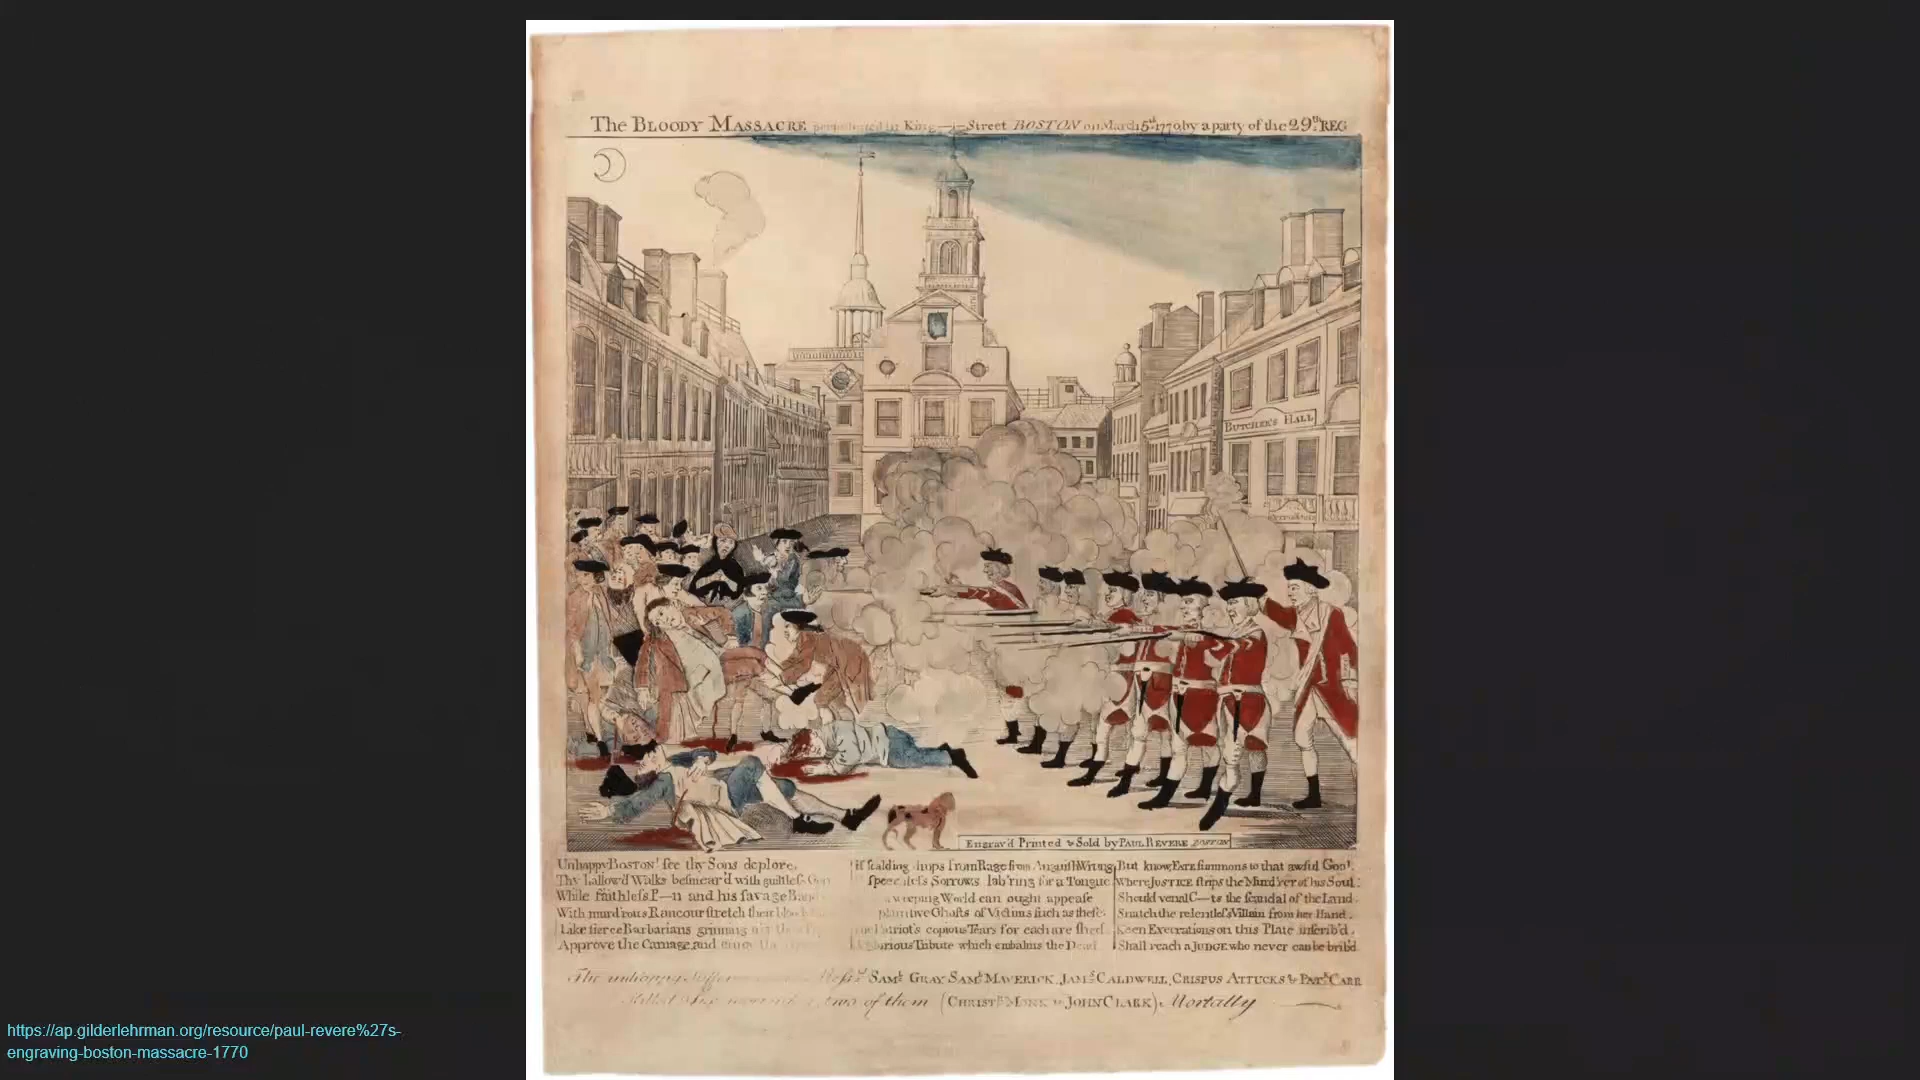 The BLOODY MASSACRE perpetrated in King Street BOSTON on March 5th 1770 by a party of the 29th REG
BUTCHER'S HALL
Engrav'd Printed & Sold by PAUL REVERE BOSTON
Unhappy BOSTON! see thy Sons deplore,
Thy hallow'd Walks besmear'd with guiltless
While faithless P—n and his savage
With murd'rous Rancour stretch their
Like fierce Barbarians grinning
Approve the Carnage and enjoy the
If scalding drops from Rage from Anguish Wrung
speechless Sorrows lab'ring for a Tongue
a weeping World can ought appease
plaintive Ghosts of Victims such as these:
Patriot's copious Tears for each are shed,
glorious Tribute which embalms the Dead
But know, FATE summons to that awful Goal,
Where JUSTICE strips the Murd'rer of his Soul:
Should venal C—ts the scandal of the Land,
Snatch the relentless Villain from her Hand,
Keen Execrations on this Plate inscrib'd,
Shall reach a JUDGE who never can be brib'd
The unhappy Sufferers SAML GRAY SAML MAVERICK, JAMS CALDWELL, CRISPUS ATTUCKS & PATK CARR
two of them (CHRISTR MONK & JOHN CLARK) Mortally
https://ap.gilderlehrman.org/resource/paul-revere%27s-
engraving-boston-massacre-1770